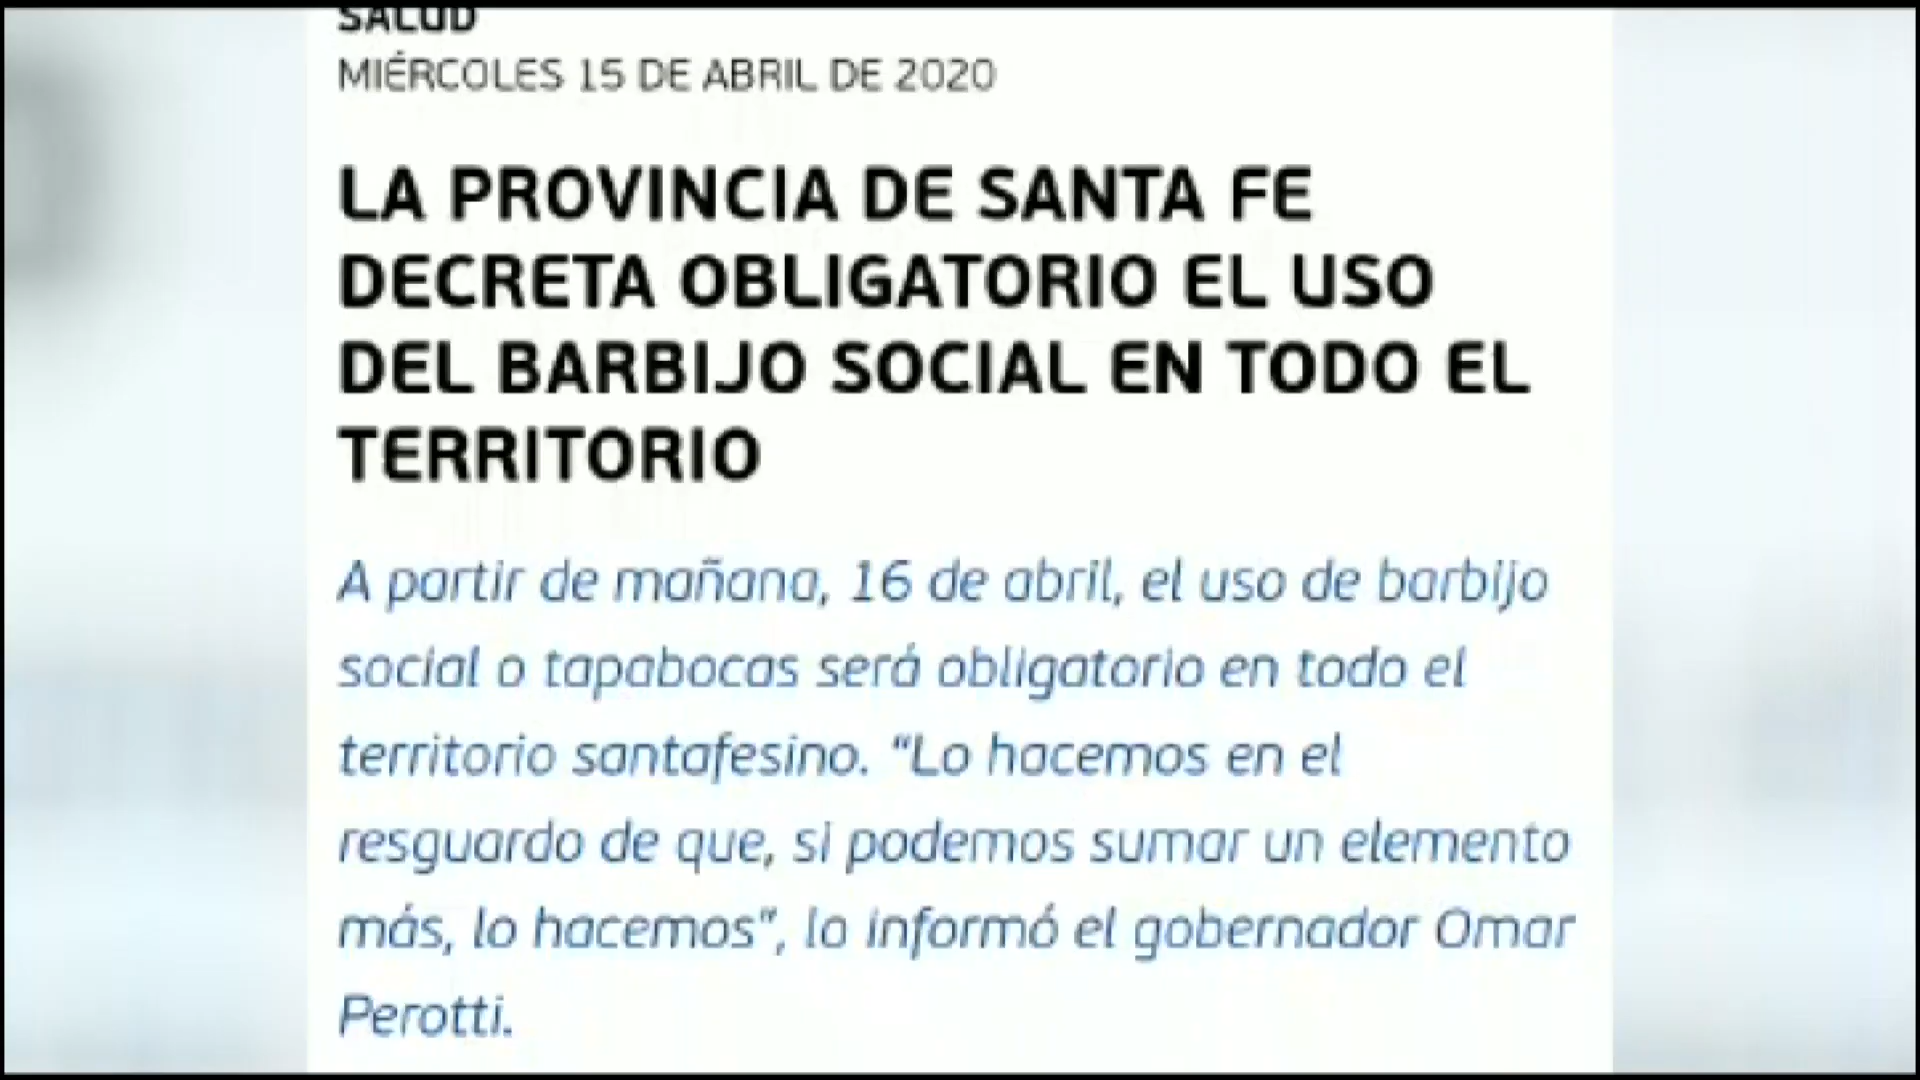 SALUD
MIÉRCOLES 15 DE ABRIL DE 2020
LA PROVINCIA DE SANTA FE
DECRETA OBLIGATORIO EL USO
DEL BARBIJO SOCIAL EN TODO EL
TERRITORIO
A partir de mañana, 16 de abril, el uso de barbijo
social o tapabocas será obligatorio en todo el
territorio santafesino. "Lo hacemos en el
resguardo de que, si podemos sumar un elemento
más, lo hacemos", lo informó el gobernador Omar
Perotti.